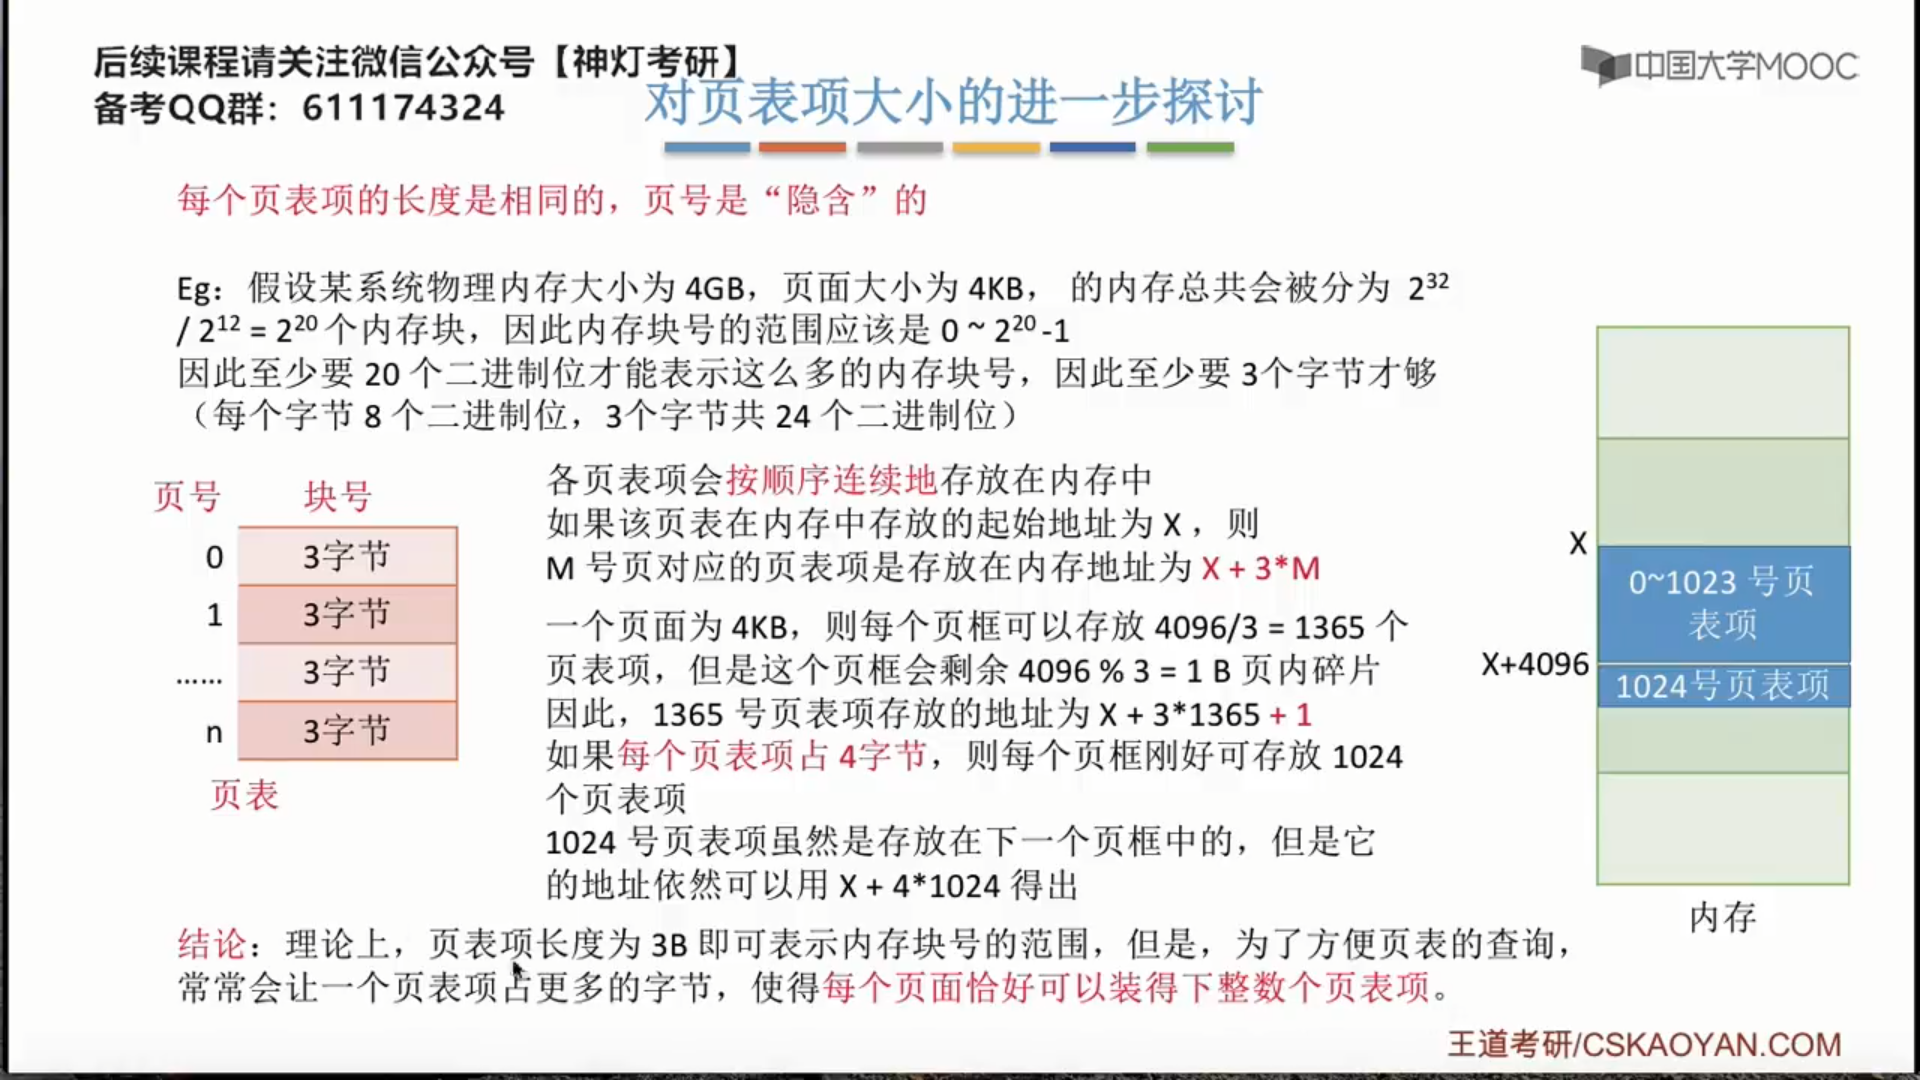 后续课程请关注微信公众号【神灯考研】
备考QQ群：611174324
中国大学MOOC
对页表项大小的进一步探讨
每个页表项的长度是相同的，页号是“隐含”的
Eg：假设某系统物理内存大小为 4GB，页面大小为 4KB， 的内存总共会被分为 2³²
/ 2¹² = 2²⁰ 个内存块，因此内存块号的范围应该是 0 ~ 2²⁰ -1
因此至少要 20 个二进制位才能表示这么多的内存块号，因此至少要 3个字节才够
（每个字节 8 个二进制位，3个字节共 24 个二进制位）
页号 块号
0 3字节
1 3字节
...... 3字节
n 3字节
页表
各页表项会按顺序连续地存放在内存中
如果该页表在内存中存放的起始地址为 X ，则
M 号页对应的页表项是存放在内存地址为 X + 3*M
一个页面为 4KB，则每个页框可以存放 4096/3 = 1365 个
页表项，但是这个页框会剩余 4096 % 3 = 1 B 页内碎片
因此，1365 号页表项存放的地址为 X + 3*1365 + 1
如果每个页表项占 4字节，则每个页框刚好可存放 1024
个页表项
1024 号页表项虽然是存放在下一个页框中的，但是它
的地址依然可以用 X + 4*1024 得出
X
0~1023 号页
表项
X+4096
1024号页表项
内存
结论：理论上，页表项长度为 3B 即可表示内存块号的范围，但是，为了方便页表的查询，
常常会让一个页表项占更多的字节，使得每个页面恰好可以装得下整数个页表项。
王道考研/CSKAOYAN.COM